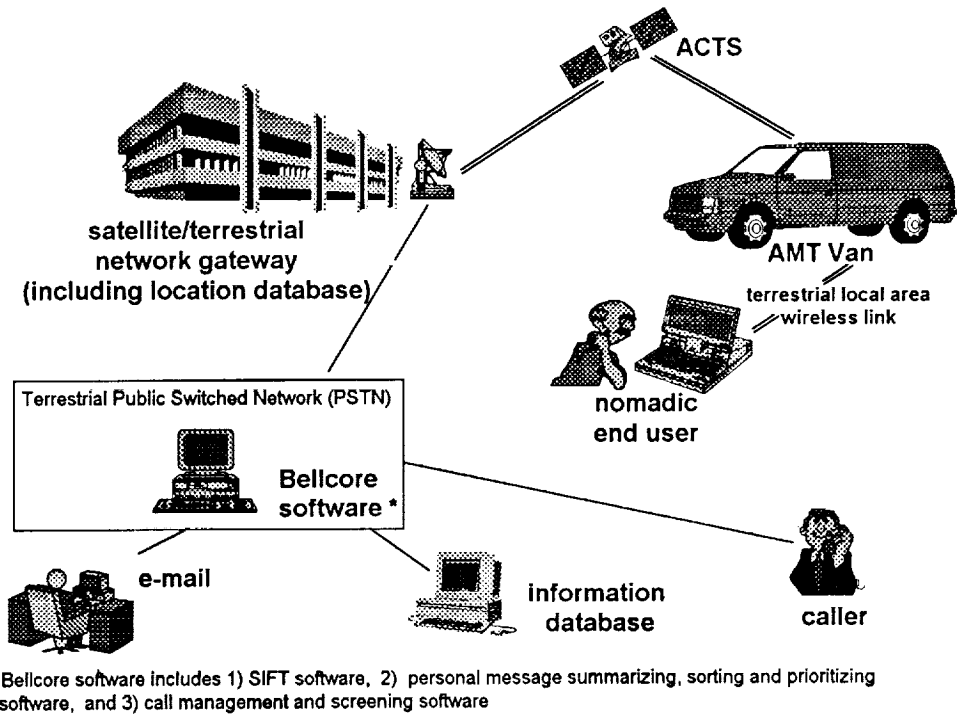 ACTS
satellite/terrestrial
network gateway
(including location database)
AMT Van
terrestrial local area
wireless link
nomadic
end user
Terrestrial Public Switched Network (PSTN)
Bellcore
software *
e-mail
information
database
caller
Bellcore software includes 1) SIFT software, 2) personal message summarizing, sorting and prioritizing
software, and 3) call management and screening software